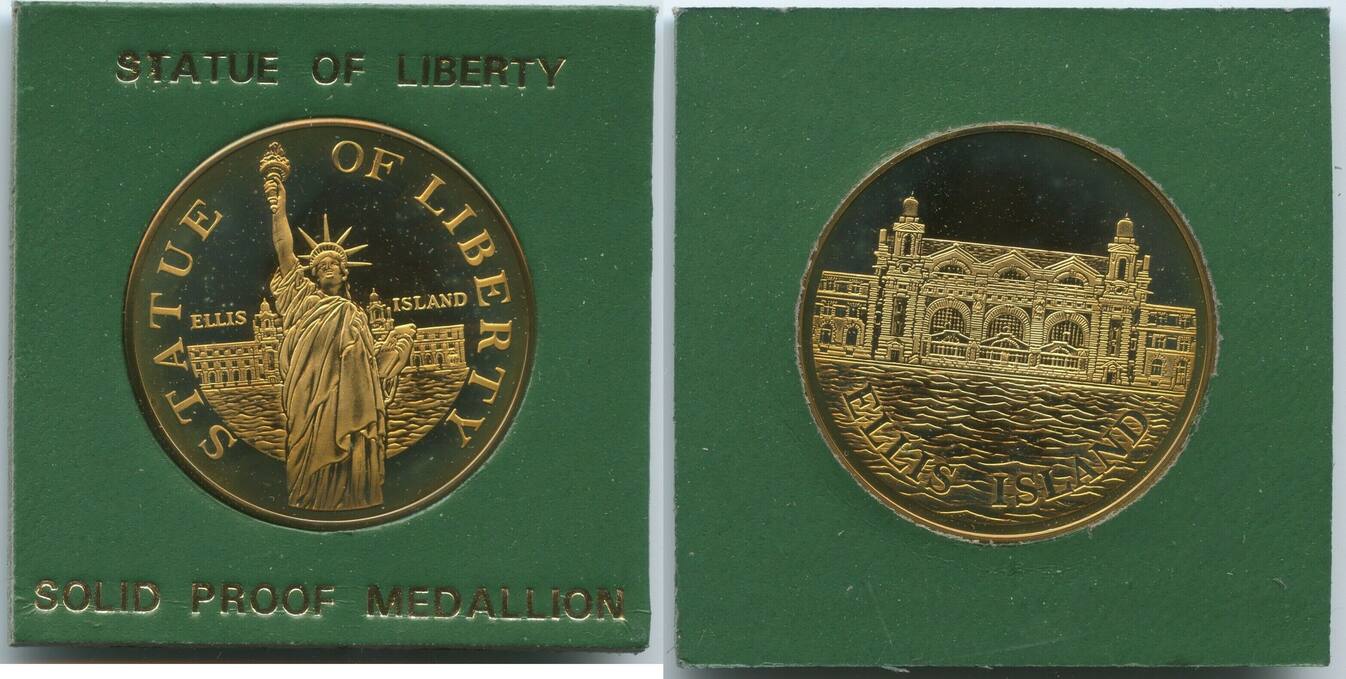 STATUE OF LIBERTY
STATUE OF LIBERTY
ELLIS ISLAND
SOLID PROOF MEDALLION
ELLIS ISLAND